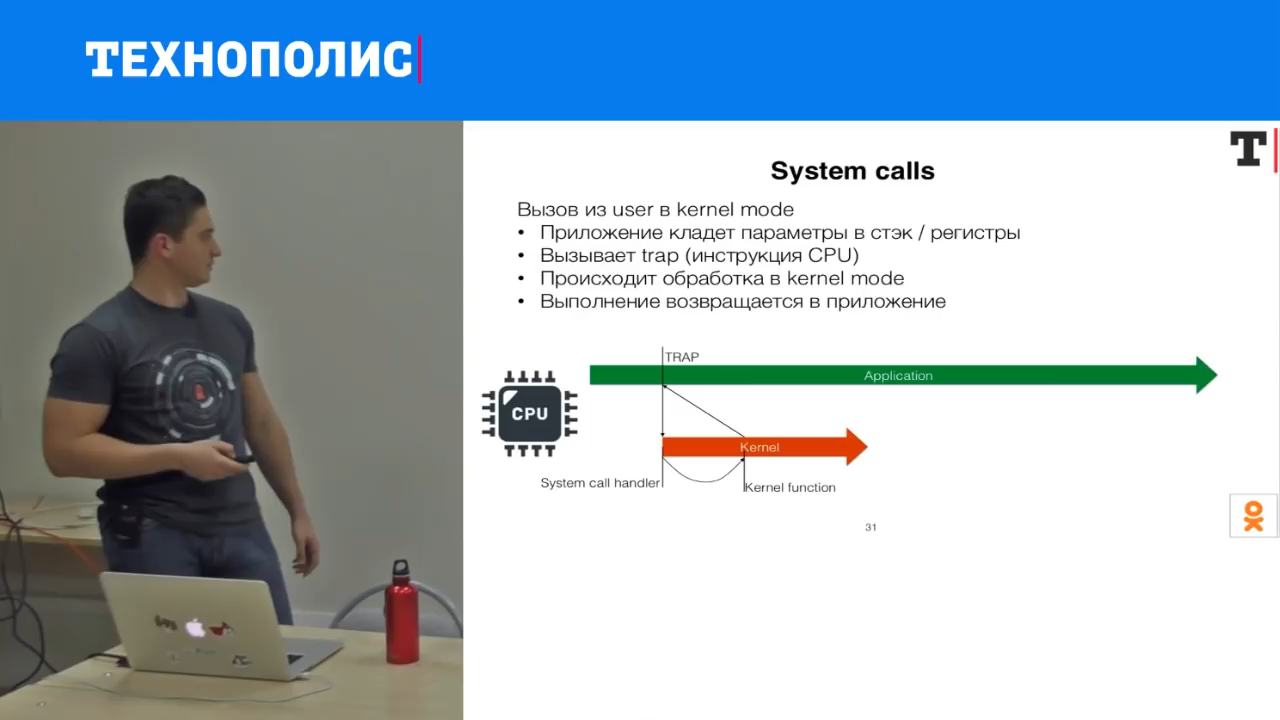 ТЕХНОПОЛИС
T
System calls
Вызов из user в kernel mode
• Приложение кладет параметры в стэк / регистры
• Вызывает trap (инструкция CPU)
• Происходит обработка в kernel mode
• Выполнение возвращается в приложение
TRAP
Application
CPU
Kernel
System call handler
Kernel function
31